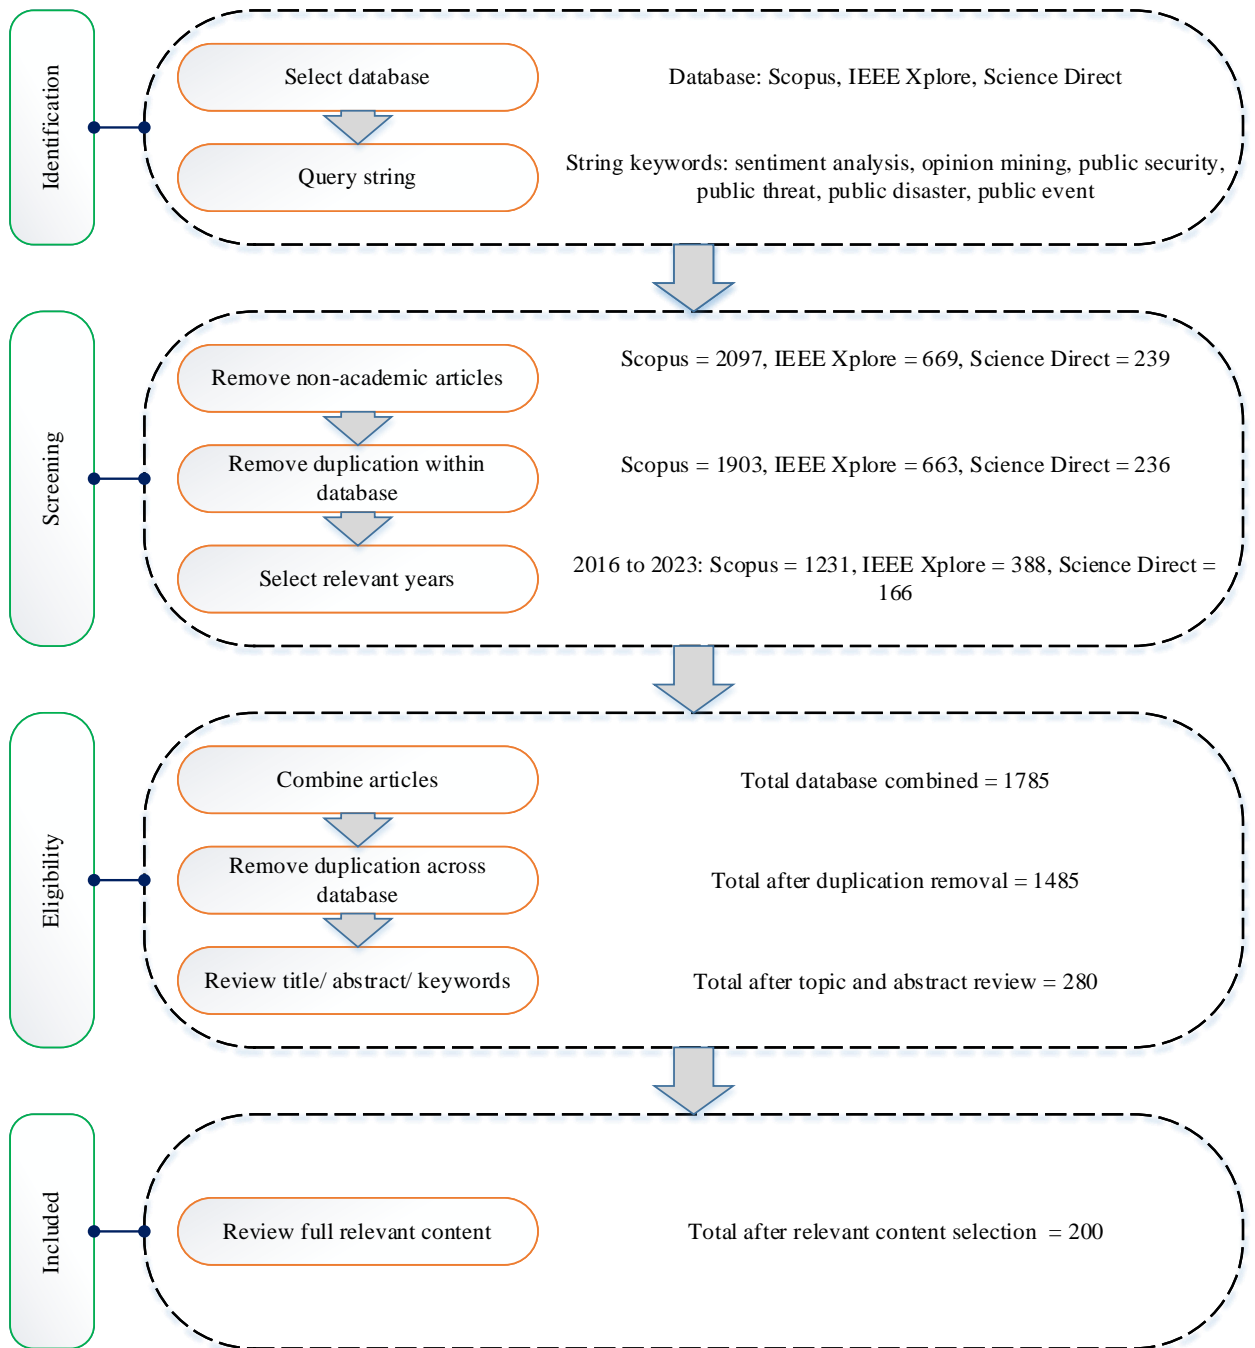 Identification
Select database
Database: Scopus, IEEE Xplore, Science Direct
Query string
String keywords: sentiment analysis, opinion mining, public security,
public threat, public disaster, public event
Screening
Remove non-academic articles
Scopus = 2097, IEEE Xplore = 669, Science Direct = 239
Remove duplication within
database
Scopus = 1903, IEEE Xplore = 663, Science Direct = 236
Select relevant years
2016 to 2023: Scopus = 1231, IEEE Xplore = 388, Science Direct =
166
Eligibility
Combine articles
Total database combined = 1785
Remove duplication across
database
Total after duplication removal = 1485
Review title/ abstract/ keywords
Total after topic and abstract review = 280
Included
Review full relevant content
Total after relevant content selection = 200